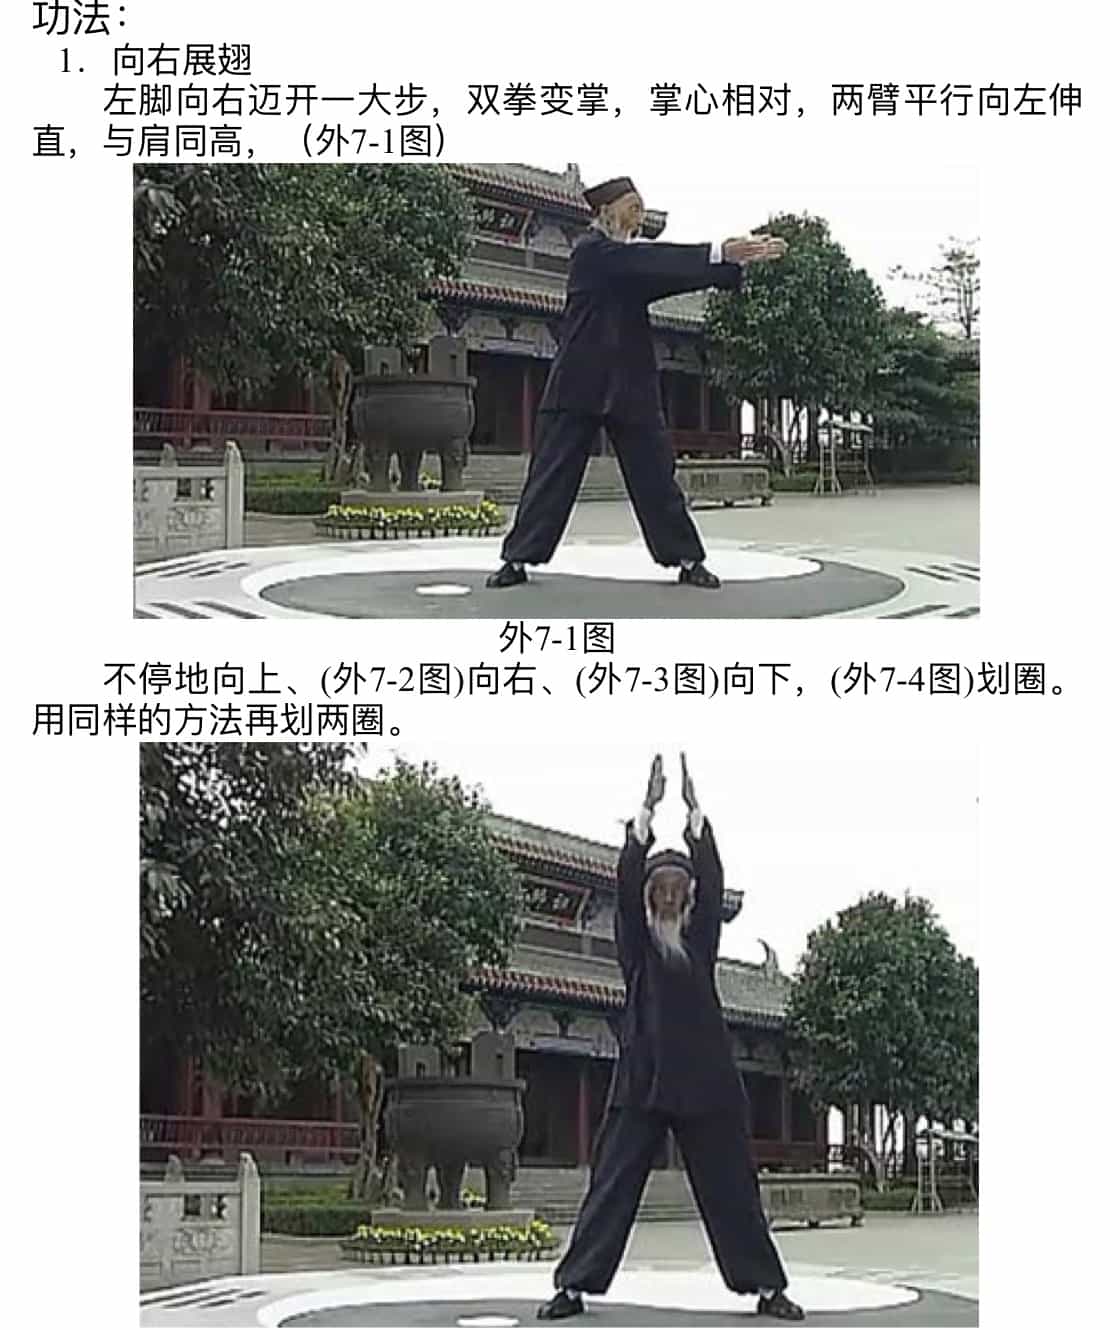 功法：
1．向右展翅
左脚向右迈开一大步，双拳变掌，掌心相对，两臂平行向左伸
直，与肩同高，（外7-1图）
外7-1图
不停地向上、(外7-2图)向右、(外7-3图)向下，(外7-4图)划圈。
用同样的方法再划两圈。